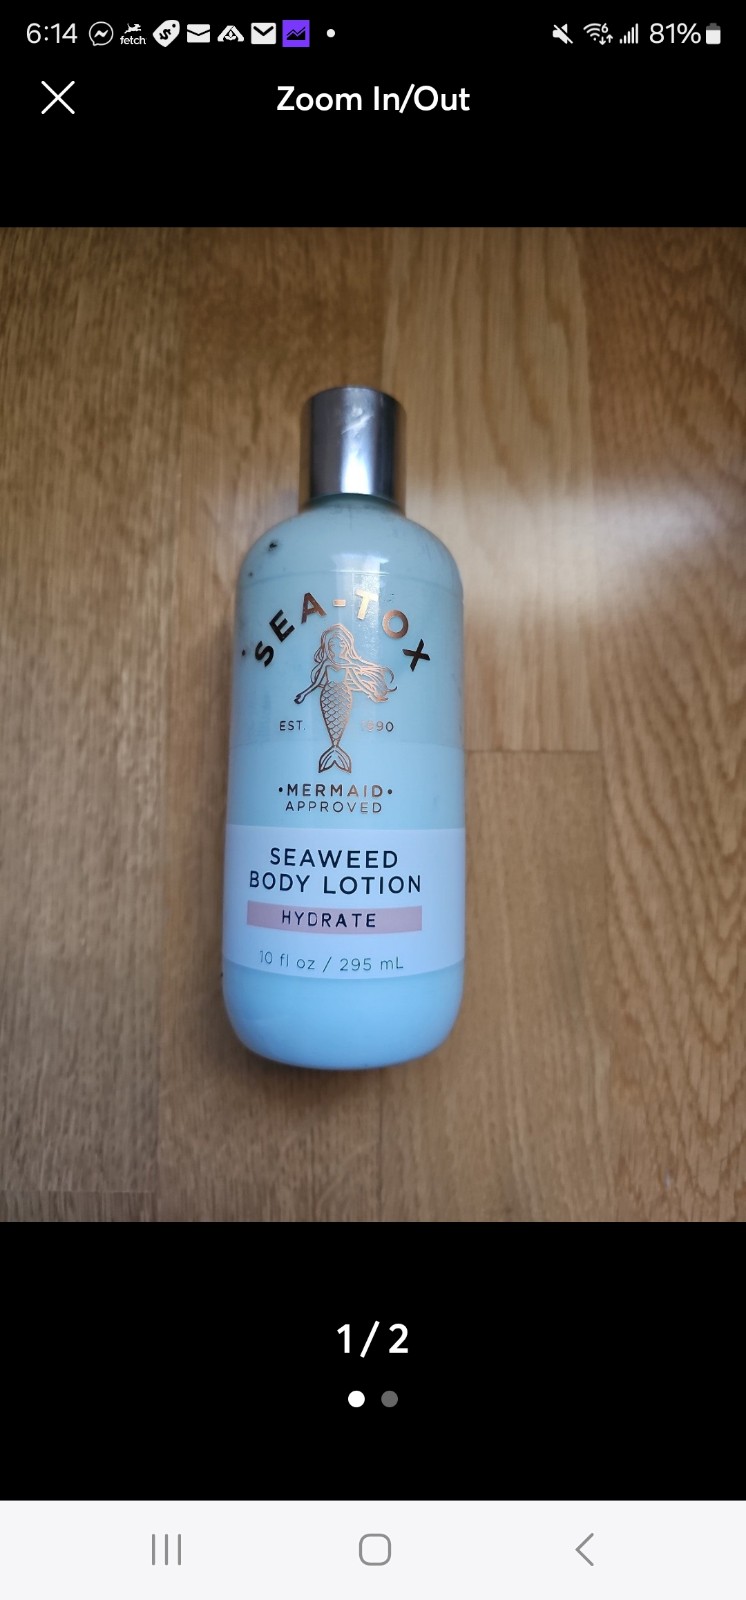 6:14
fetch
81%
Zoom In/Out
SEA-TOX
EST. 1990
•MERMAID•
APPROVED
SEAWEED
BODY LOTION
HYDRATE
10 fl oz / 295 mL
1/2